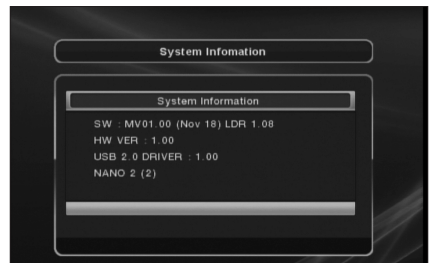 System Infomation
System Information
SW : MV01.00 (Nov 18) LDR 1.08
HW VER : 1.00
USB 2.0 DRIVER : 1.00
NANO 2 (2)